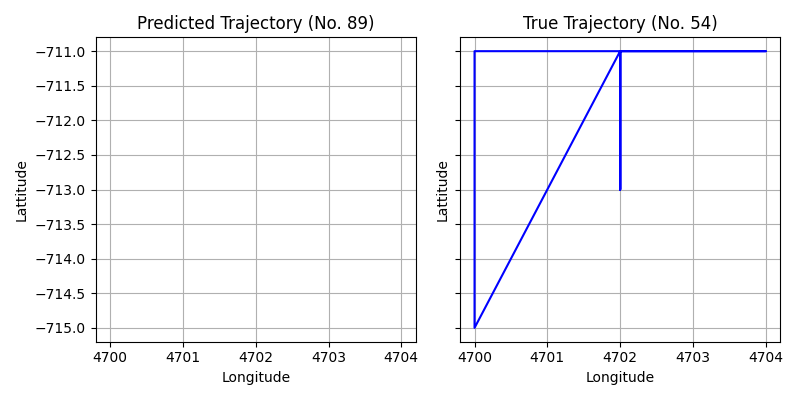 Predicted Trajectory (No. 89)
−711.0
−711.5
−712.0
−712.5
−713.0
−713.5
−714.0
−714.5
−715.0
Lattitude
4700 4701 4702 4703 4704
Longitude
True Trajectory (No. 54)
Lattitude
4700 4701 4702 4703 4704
Longitude